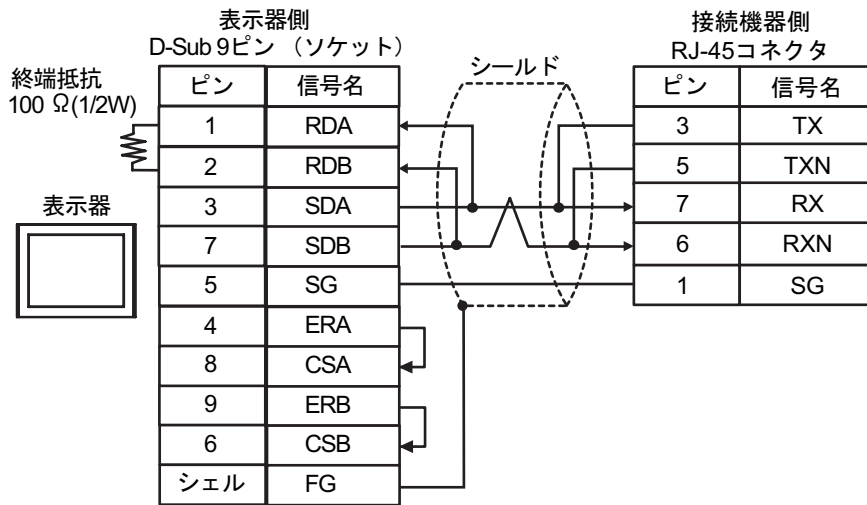 表示器側
D-Sub 9ピン （ソケット）
接続機器側
RJ-45コネクタ
シールド
終端抵抗
100 Ω(1/2W)
表示器
ピン 信号名
1 RDA
2 RDB
3 SDA
7 SDB
5 SG
4 ERA
8 CSA
9 ERB
6 CSB
シェル FG
ピン 信号名
3 TX
5 TXN
7 RX
6 RXN
1 SG